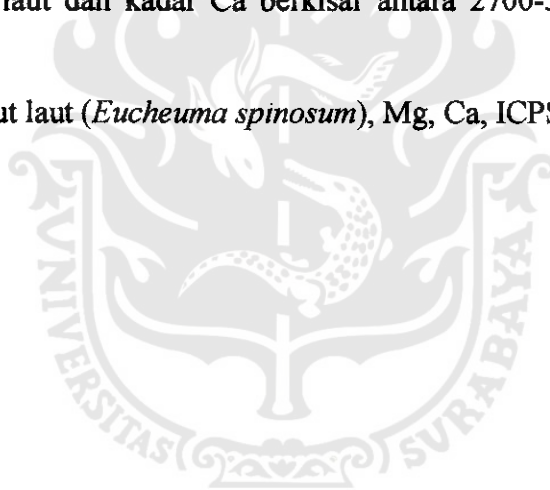 laut dan kadar Ca berkisar antara 2700-
ut laut (Eucheuma spinosum), Mg, Ca, ICPS
UNIVERSITAS SURABAYA